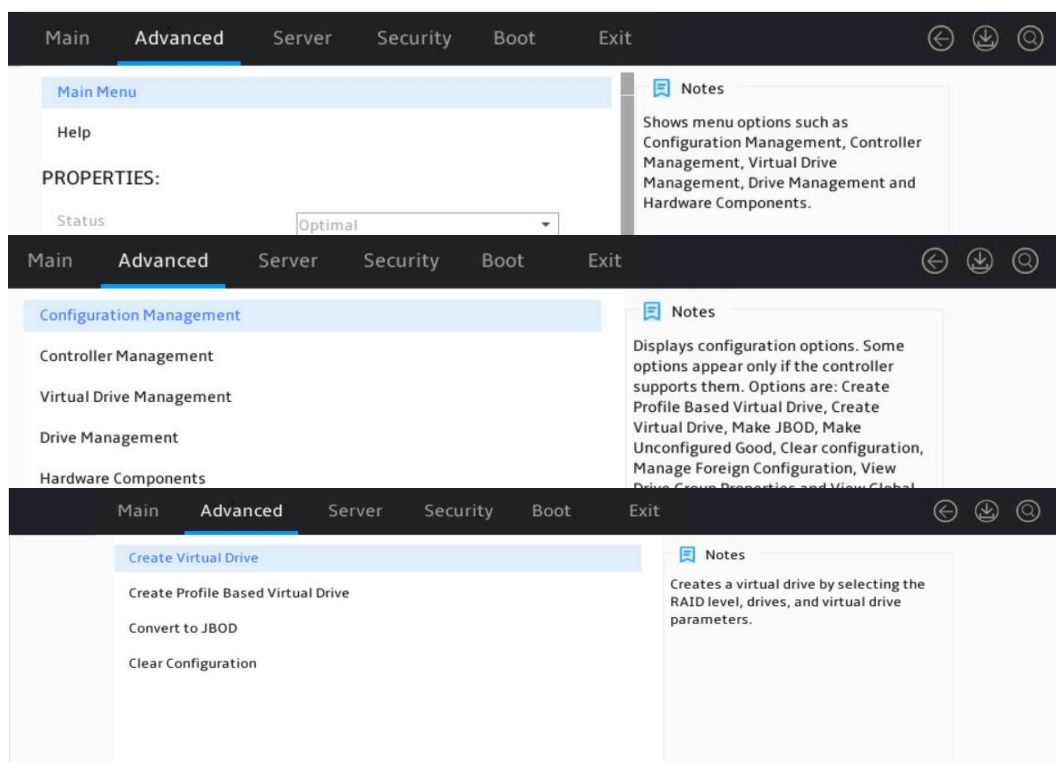 Main Advanced Server Security Boot Exit
Main Menu
Help
PROPERTIES:
Status Optimal
Notes
Shows menu options such as
Configuration Management, Controller
Management, Virtual Drive
Management, Drive Management and
Hardware Components.
Main Advanced Server Security Boot Exit
Configuration Management
Controller Management
Virtual Drive Management
Drive Management
Hardware Components
Notes
Displays configuration options. Some
options appear only if the controller
supports them. Options are: Create
Profile Based Virtual Drive, Create
Virtual Drive, Make JBOD, Make
Unconfigured Good, Clear configuration,
Manage Foreign Configuration, View
Drive Group Properties and View Global
Main Advanced Server Security Boot Exit
Create Virtual Drive
Create Profile Based Virtual Drive
Convert to JBOD
Clear Configuration
Notes
Creates a virtual drive by selecting the
RAID level, drives, and virtual drive
parameters.